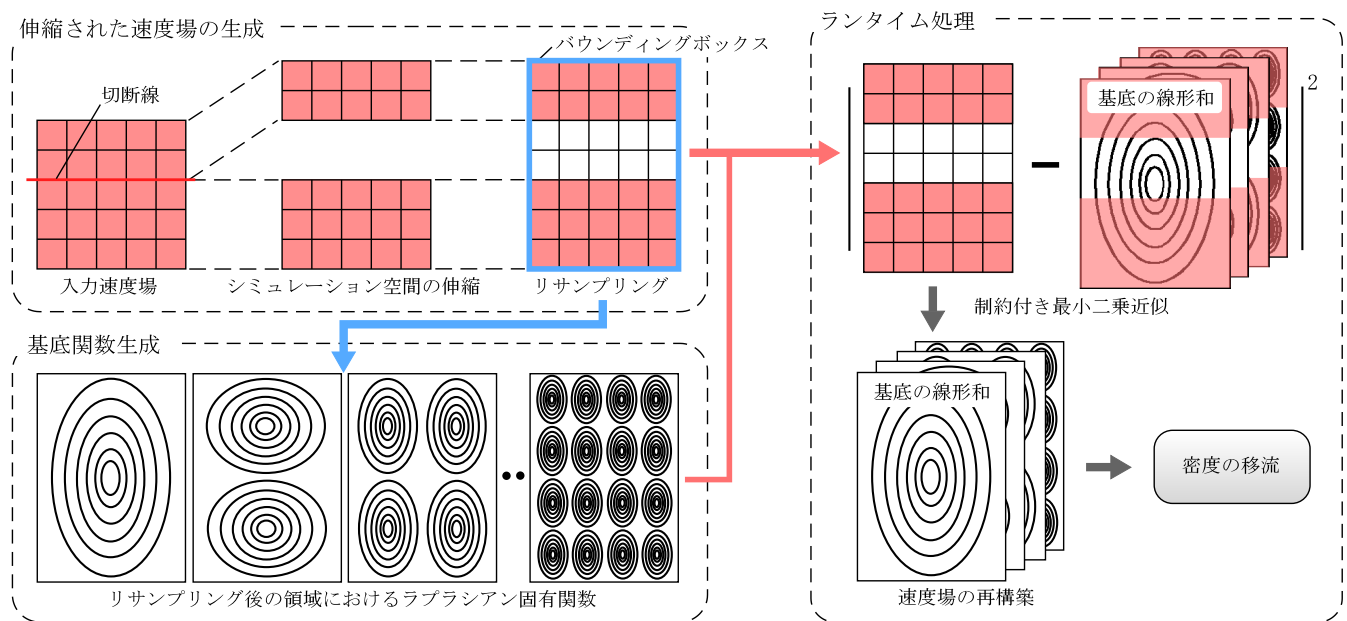 伸縮された速度場の生成
バウンディングボックス
切断線
入力速度場
シミュレーション空間の伸縮
リサンプリング
基底関数生成
リサンプリング後の領域におけるラプラシアン固有関数
ランタイム処理
基底の線形和
2
制約付き最小二乗近似
基底の線形和
速度場の再構築
密度の移流